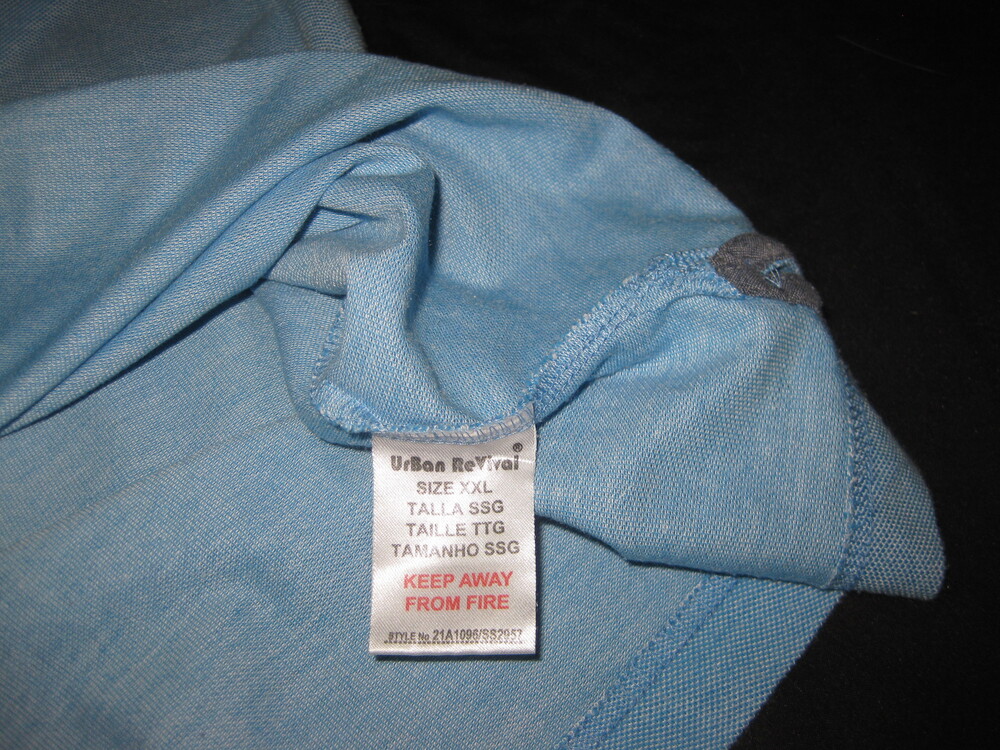 UrBan ReVival®
SIZE XXL
TALLA SSG
TAILLE TTG
TAMANHO SSG
KEEP AWAY
FROM FIRE
STYLE No 21A1096/SS2957